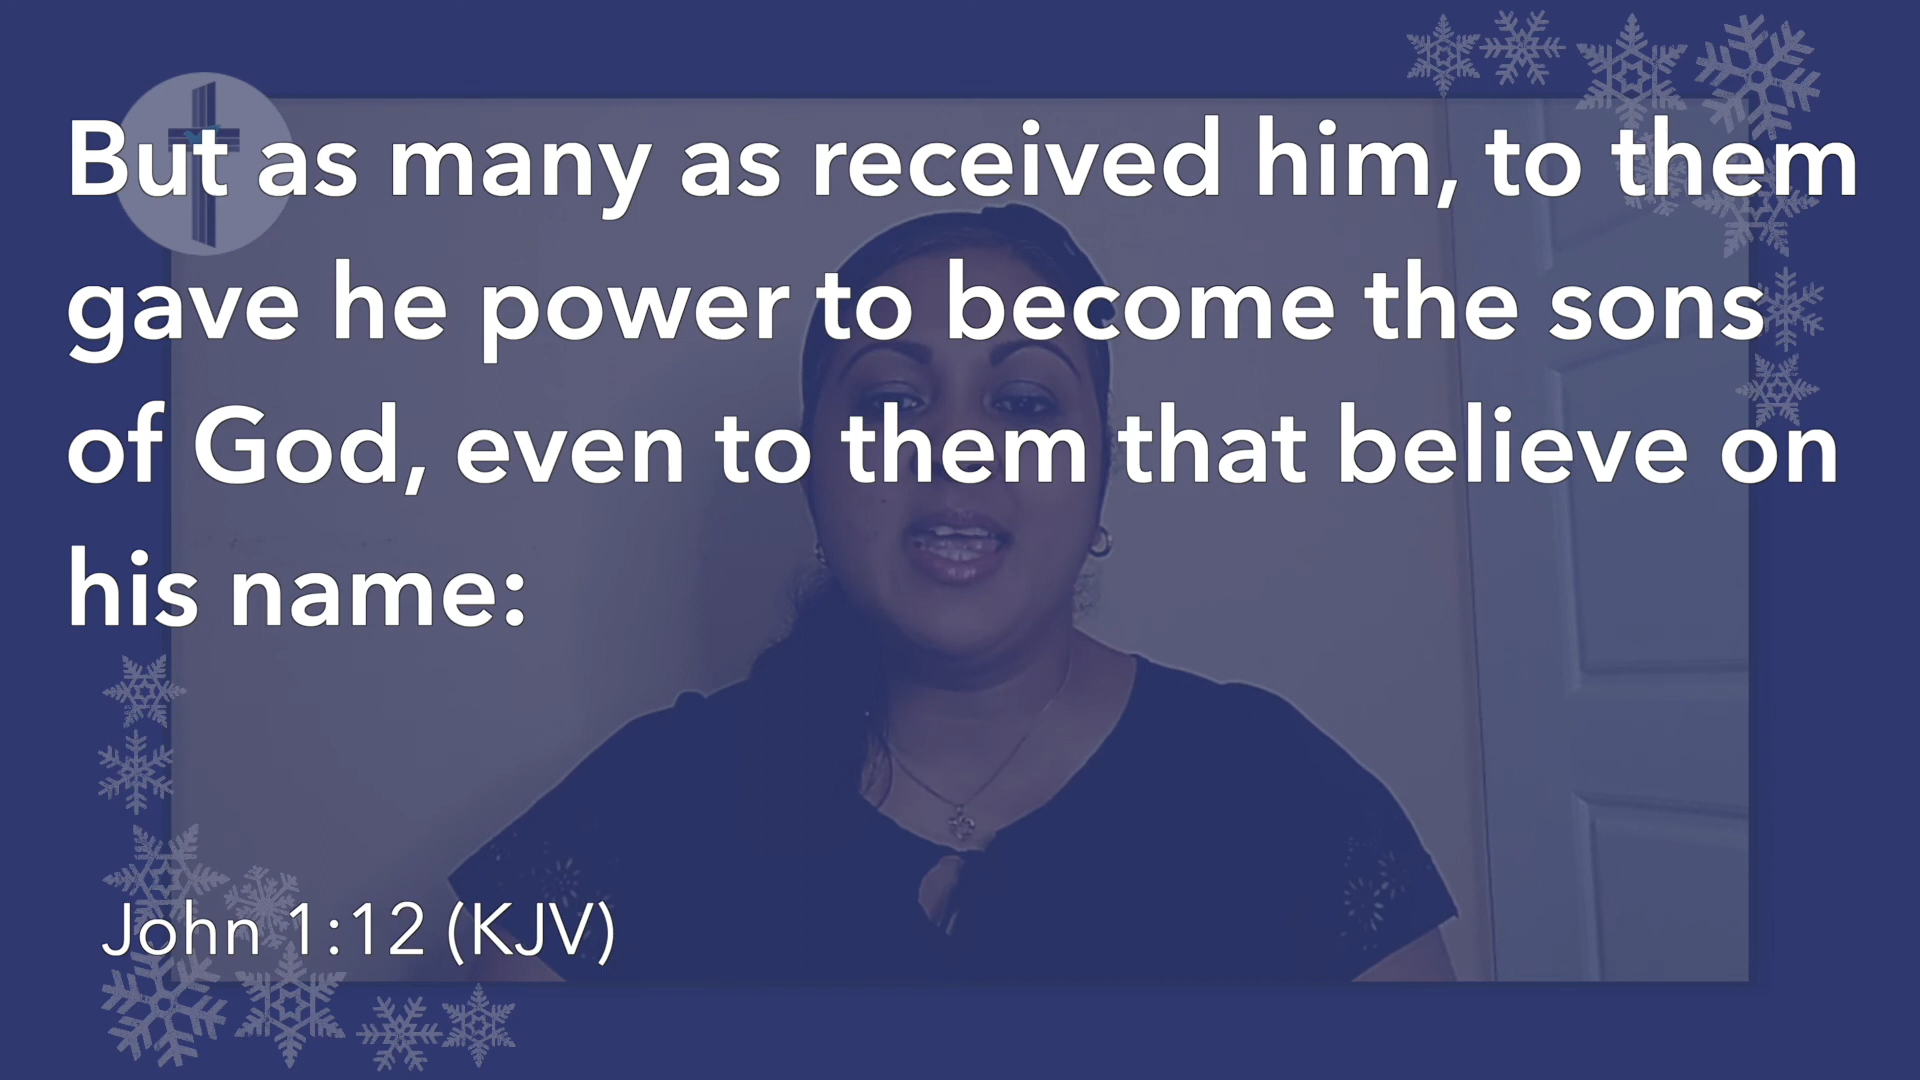 But as many as received him, to them
gave he power to become the sons
of God, even to them that believe on
his name:
John 1:12 (KJV)